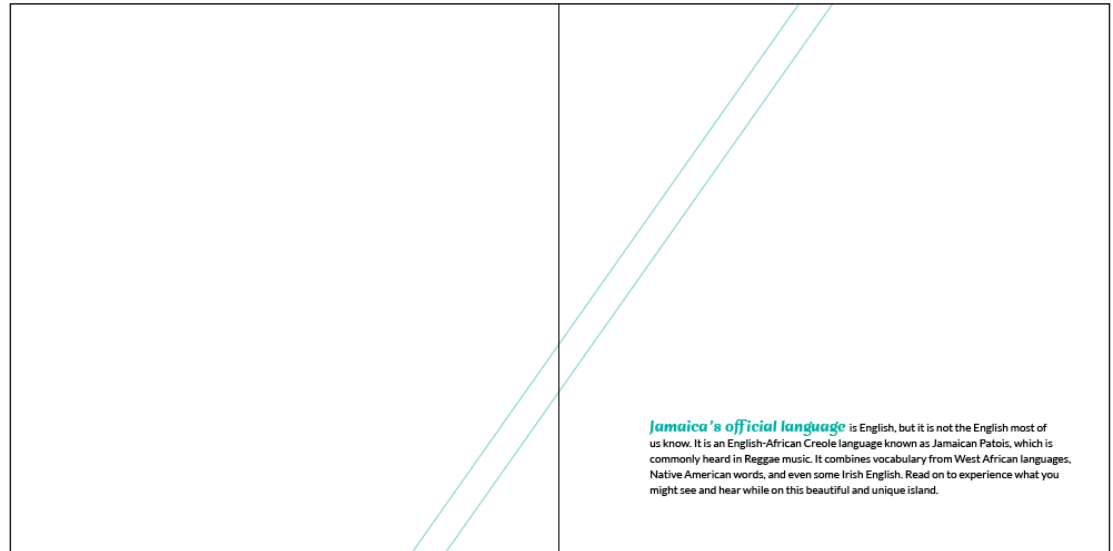 Jamaica's official language is English, but it is not the English most of
us know. It is an English-African Creole language known as Jamaican Patois, which is
commonly heard in Reggae music. It combines vocabulary from West African languages,
Native American words, and even some Irish English. Read on to experience what you
might see and hear while on this beautiful and unique island.